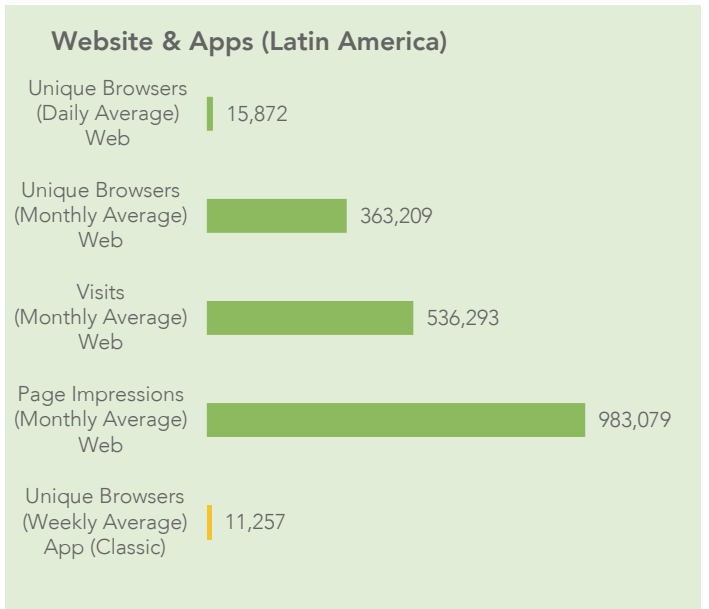 Website & Apps (Latin America)
Unique Browsers
(Daily Average)
Web
15,872
Unique Browsers
(Monthly Average)
Web
363,209
Visits
(Monthly Average)
Web
536,293
Page Impressions
(Monthly Average)
Web
983,079
Unique Browsers
(Weekly Average)
App (Classic)
11,257